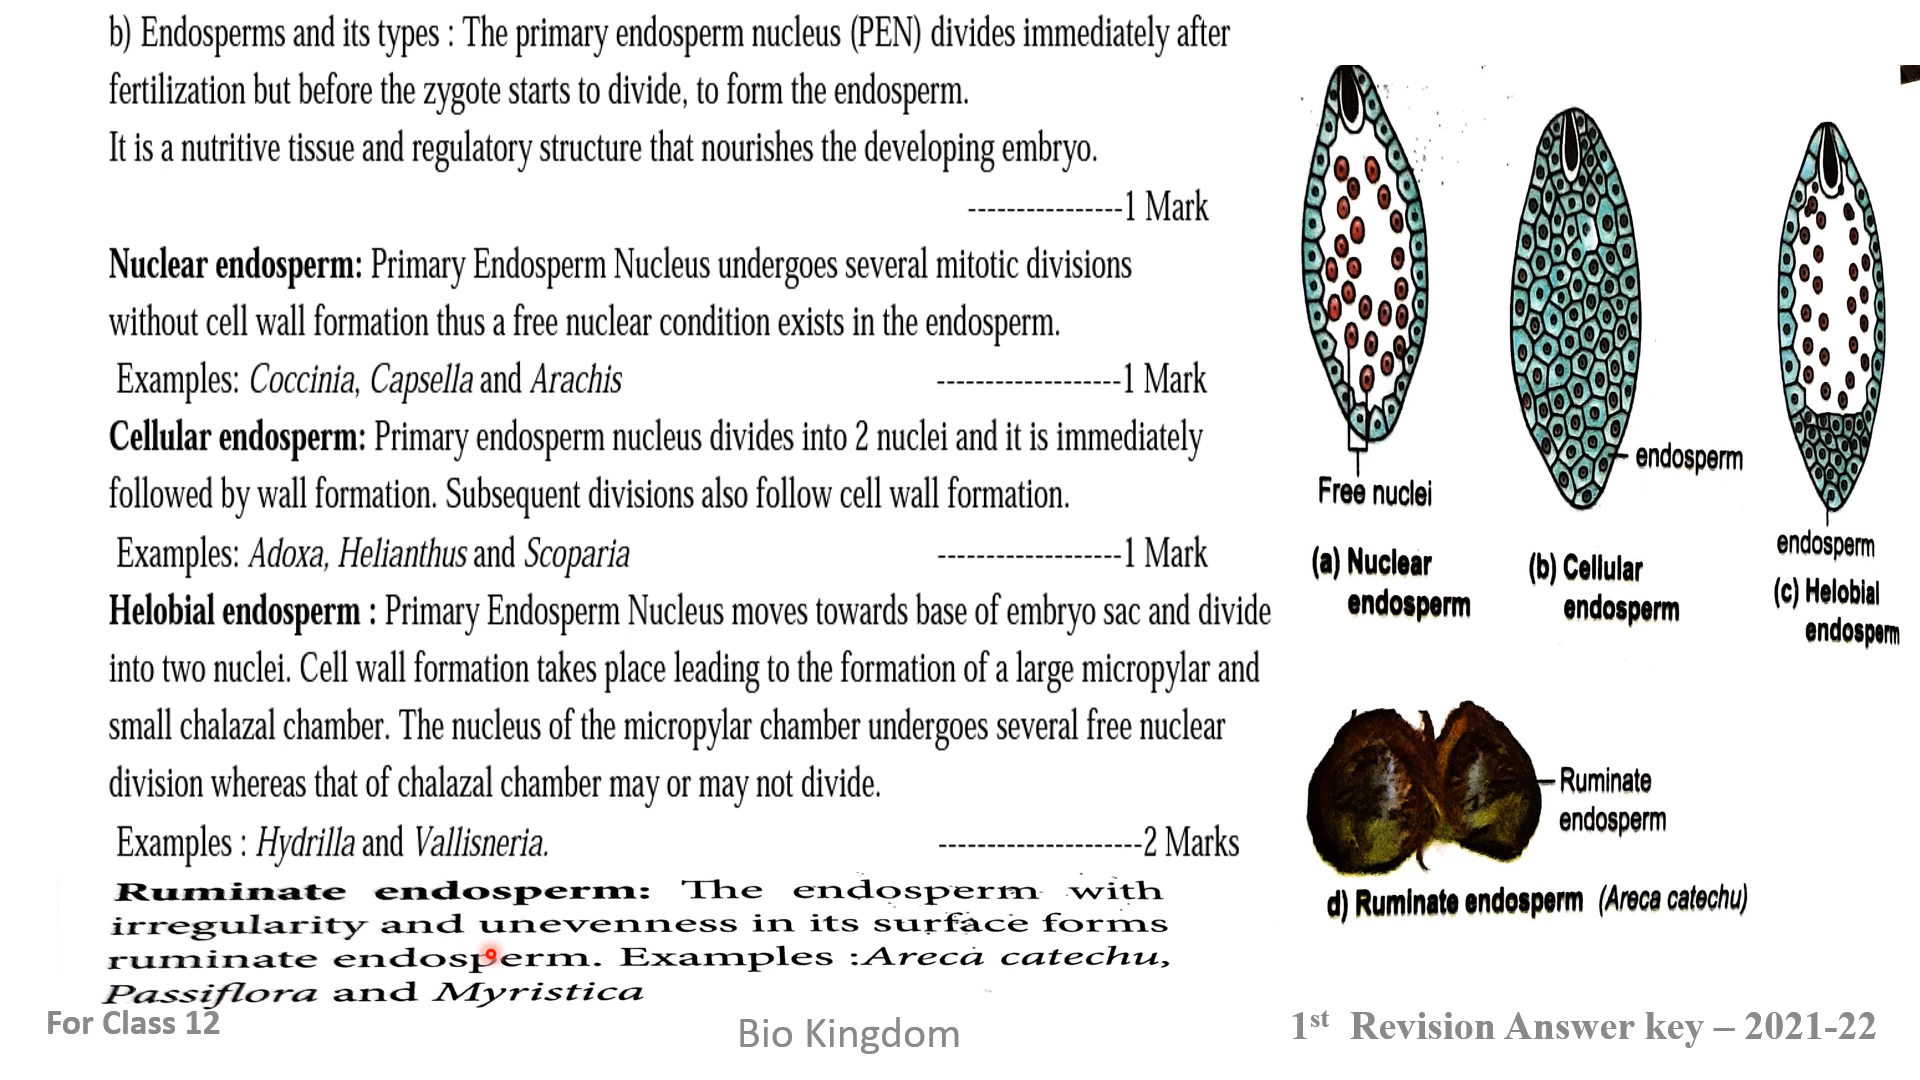 b) Endosperms and its types : The primary endosperm nucleus (PEN) divides immediately after
fertilization but before the zygote starts to divide, to form the endosperm.
It is a nutritive tissue and regulatory structure that nourishes the developing embryo.
----------------1 Mark
Nuclear endosperm: Primary Endosperm Nucleus undergoes several mitotic divisions
without cell wall formation thus a free nuclear condition exists in the endosperm.
Examples: Coccinia, Capsella and Arachis -------------------1 Mark
Cellular endosperm: Primary endosperm nucleus divides into 2 nuclei and it is immediately
followed by wall formation. Subsequent divisions also follow cell wall formation.
Examples: Adoxa, Helianthus and Scoparia -------------------1 Mark
Helobial endosperm : Primary Endosperm Nucleus moves towards base of embryo sac and divide
into two nuclei. Cell wall formation takes place leading to the formation of a large micropylar and
small chalazal chamber. The nucleus of the micropylar chamber undergoes several free nuclear
division whereas that of chalazal chamber may or may not divide.
Examples : Hydrilla and Vallisneria. ---------------------2 Marks
Ruminate endosperm: The endosperm with
irregularity and unevenness in its surface forms
ruminate endosperm. Examples :Areca catechu,
Passiflora and Myristica
Free nuclei
(a) Nuclear
endosperm
endosperm
(b) Cellular
endosperm
endosperm
(c) Helobial
endosperm
Ruminate
endosperm
d) Ruminate endosperm (Areca catechu)
For Class 12
Bio Kingdom
1st Revision Answer key – 2021-22